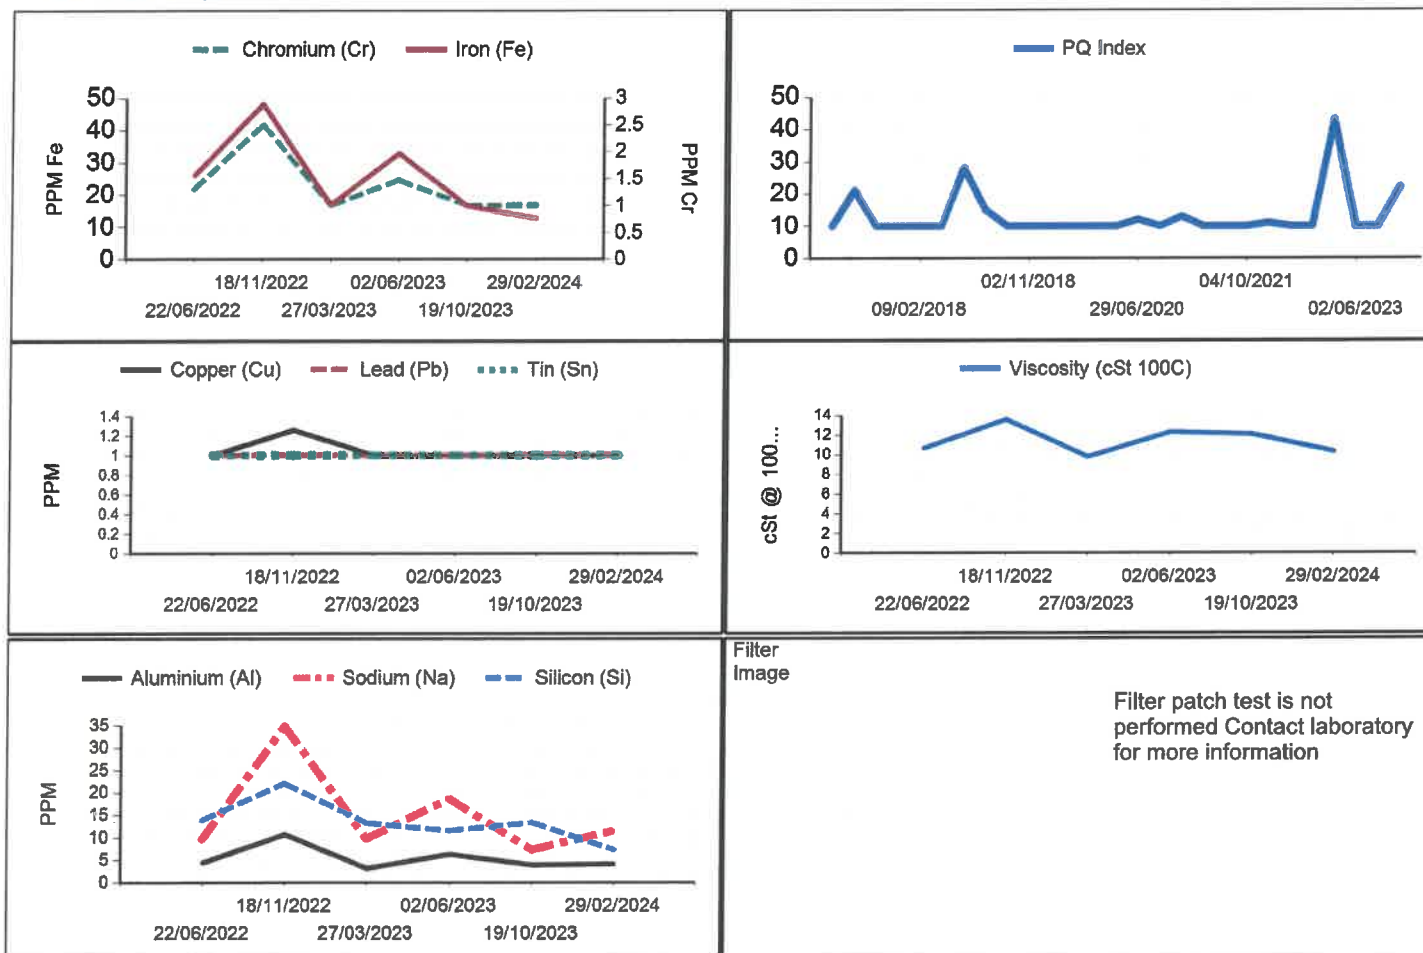 Chromium (Cr) Iron (Fe)
PPM Fe
50
40
30
20
10
0
3
2.5
2
1.5
1
0.5
0
PPM Cr
18/11/2022 02/06/2023 29/02/2024
22/06/2022 27/03/2023 19/10/2023
PQ Index
50
40
30
20
10
0
02/11/2018 04/10/2021
09/02/2018 29/06/2020 02/06/2023
Copper (Cu) Lead (Pb) Tin (Sn)
PPM
1.4
1.2
1
0.8
0.6
0.4
0.2
0
18/11/2022 02/06/2023 29/02/2024
22/06/2022 27/03/2023 19/10/2023
Viscosity (cSt 100C)
cSt @ 100...
14
12
10
8
6
4
2
0
18/11/2022 02/06/2023 29/02/2024
22/06/2022 27/03/2023 19/10/2023
Aluminium (Al) Sodium (Na) Silicon (Si)
PPM
35
30
25
20
15
10
5
0
18/11/2022 02/06/2023 29/02/2024
22/06/2022 27/03/2023 19/10/2023
Filter
Image
Filter patch test is not
performed Contact laboratory
for more information